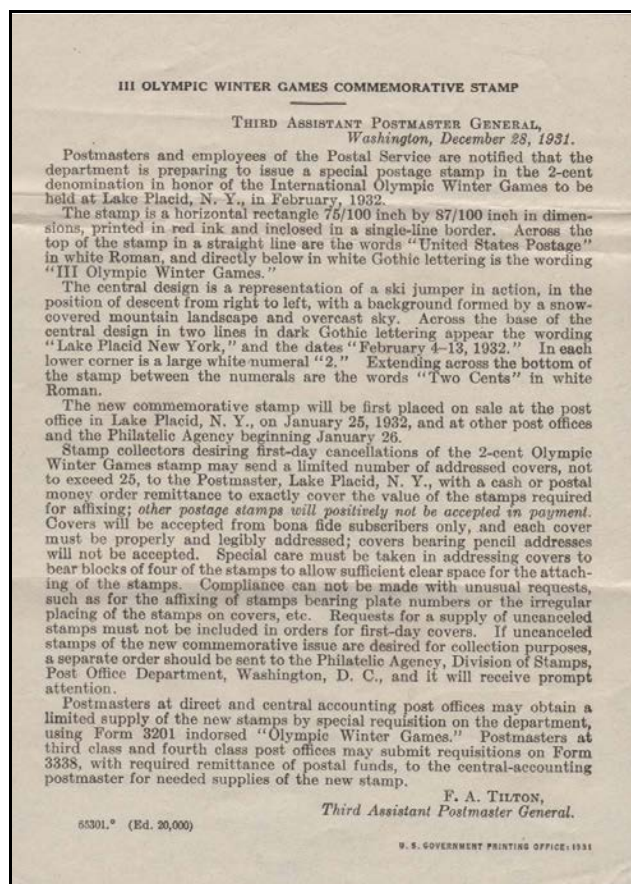 III OLYMPIC WINTER GAMES COMMEMORATIVE STAMP
THIRD ASSISTANT POSTMASTER GENERAL,
Washington, December 28, 1931.
Postmasters and employees of the Postal Service are notified that the
department is preparing to issue a special postage stamp in the 2-cent
denomination in honor of the International Olympic Winter Games to be
held at Lake Placid, N. Y., in February, 1932.
The stamp is a horizontal rectangle 75/100 inch by 87/100 inch in dimen-
sions, printed in red ink and inclosed in a single-line border. Across the
top of the stamp in a straight line are the words "United States Postage"
in white Roman, and directly below in white Gothic lettering is the wording
"III Olympic Winter Games."
The central design is a representation of a ski jumper in action, in the
position of descent from right to left, with a background formed by a snow-
covered mountain landscape and overcast sky. Across the base of the
central design in two lines in dark Gothic lettering appear the wording
"Lake Placid New York," and the dates "February 4–13, 1932." In each
lower corner is a large white numeral "2." Extending across the bottom of
the stamp between the numerals are the words "Two Cents" in white
Roman.
The new commemorative stamp will be first placed on sale at the post
office in Lake Placid, N. Y., on January 25, 1932, and at other post offices
and the Philatelic Agency beginning January 26.
Stamp collectors desiring first-day cancellations of the 2-cent Olympic
Winter Games stamp may send a limited number of addressed covers, not
to exceed 25, to the Postmaster, Lake Placid, N. Y., with a cash or postal
money order remittance to exactly cover the value of the stamps required
for affixing; other postage stamps will positively not be accepted in payment.
Covers will be accepted from bona fide subscribers only, and each cover
must be properly and legibly addressed; covers bearing pencil addresses
will not be accepted. Special care must be taken in addressing covers to
bear blocks of four of the stamps to allow sufficient clear space for the attach-
ing of the stamps. Compliance can not be made with unusual requests,
such as for the affixing of stamps bearing plate numbers or the irregular
placing of the stamps on covers, etc. Requests for a supply of uncanceled
stamps must not be included in orders for first-day covers. If uncanceled
stamps of the new commemorative issue are desired for collection purposes,
a separate order should be sent to the Philatelic Agency, Division of Stamps,
Post Office Department, Washington, D. C., and it will receive prompt
attention.
Postmasters at direct and central accounting post offices may obtain a
limited supply of the new stamps by special requisition on the department,
using Form 3201 indorsed "Olympic Winter Games." Postmasters at
third class and fourth class post offices may submit requisitions on Form
3338, with required remittance of postal funds, to the central-accounting
postmaster for needed supplies of the new stamp.
F. A. TILTON,
Third Assistant Postmaster General.
65301.° (Ed. 20,000)
U. S. GOVERNMENT PRINTING OFFICE: 1931